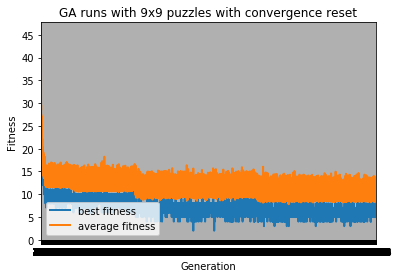 GA runs with 9x9 puzzles with convergence reset
Fitness
45
40
35
30
25
20
15
10
5
0
best fitness
average fitness
Generation